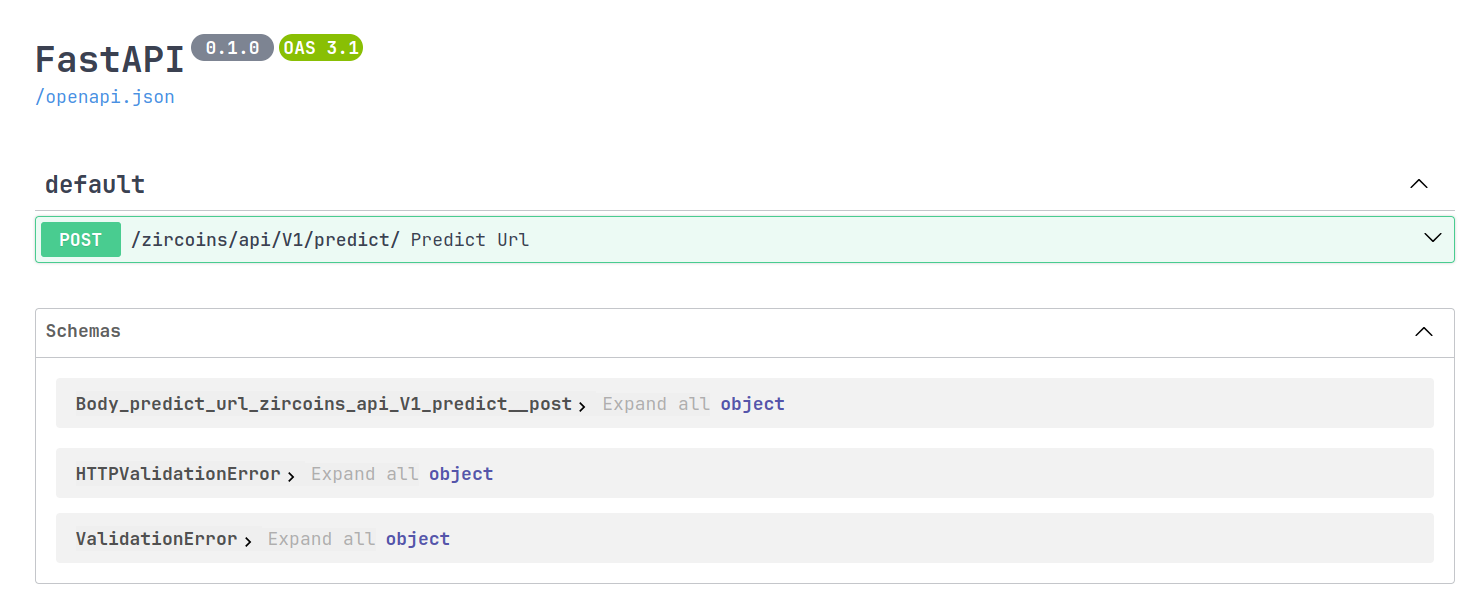 FastAPI 0.1.0 OAS 3.1
/openapi.json
default
POST /zircoins/api/V1/predict/ Predict Url
Schemas
Body_predict_url_zircoins_api_V1_predict__post Expand all object
HTTPValidationError Expand all object
ValidationError Expand all object